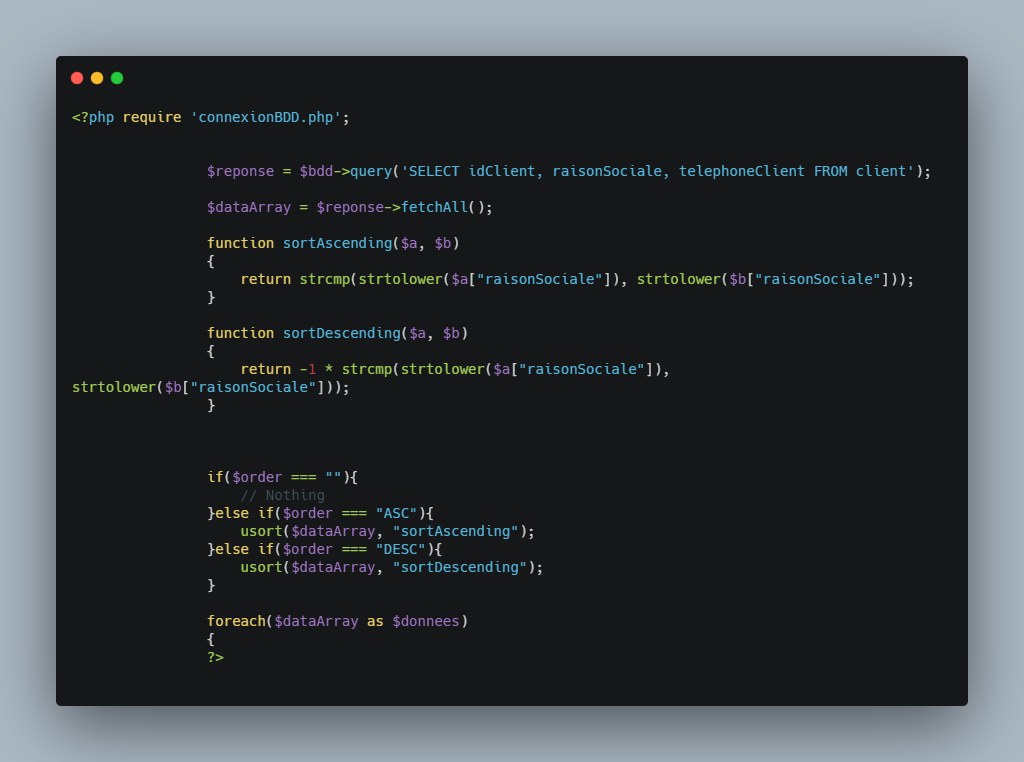 <?php require 'connexionBDD.php';
$reponse = $bdd->query('SELECT idClient, raisonSociale, telephoneClient FROM client');
$dataArray = $reponse->fetchAll();
function sortAscending($a, $b)
{
return strcmp(strtolower($a["raisonSociale"]), strtolower($b["raisonSociale"]));
}
function sortDescending($a, $b)
{
return -1 * strcmp(strtolower($a["raisonSociale"]),
strtolower($b["raisonSociale"]));
}
if($order === ""){
// Nothing
}else if($order === "ASC"){
usort($dataArray, "sortAscending");
}else if($order === "DESC"){
usort($dataArray, "sortDescending");
}
foreach($dataArray as $donnees)
{
?>